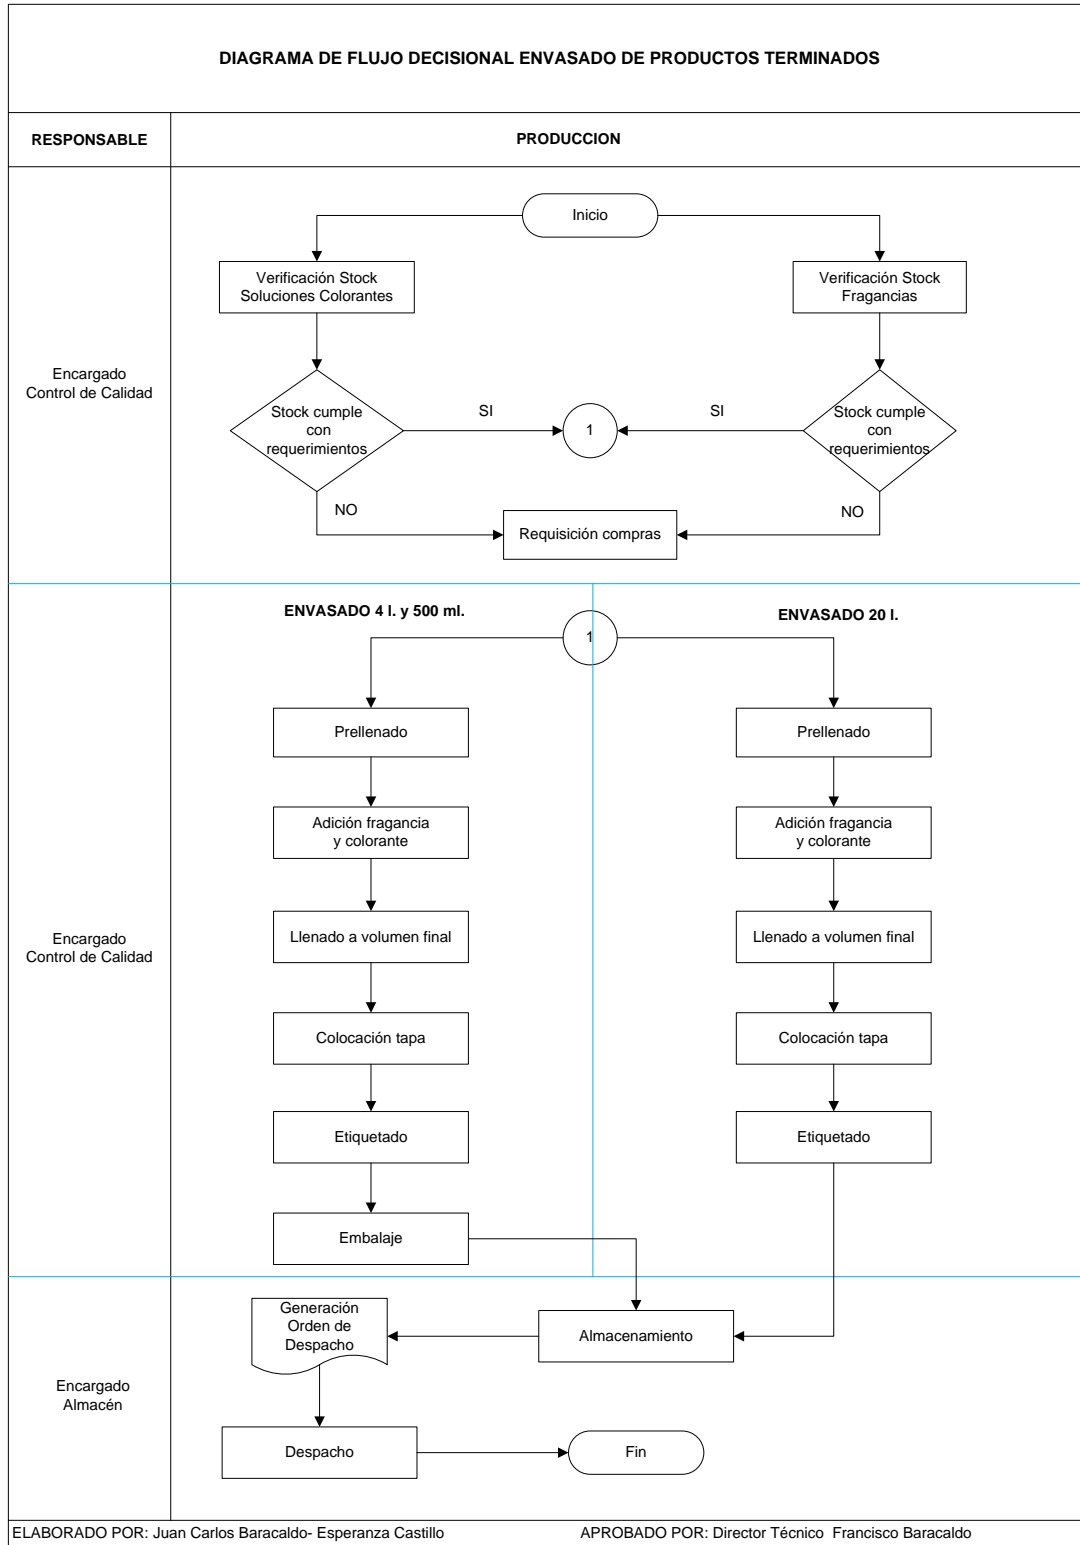 DIAGRAMA DE FLUJO DECISIONAL ENVASADO DE PRODUCTOS TERMINADOS
RESPONSABLE
PRODUCCION
Inicio
Verificación Stock
Soluciones Colorantes
Verificación Stock
Fragancias
Encargado
Control de Calidad
Stock cumple
con
requerimientos
SI
1
SI
Stock cumple
con
requerimientos
NO
Requisición compras
NO
ENVASADO 4 l. y 500 ml.
1
ENVASADO 20 l.
Prellenado
Prellenado
Adición fragancia
y colorante
Adición fragancia
y colorante
Encargado
Control de Calidad
Llenado a volumen final
Llenado a volumen final
Colocación tapa
Colocación tapa
Etiquetado
Etiquetado
Embalaje
Generación
Orden de
Despacho
Almacenamiento
Encargado
Almacén
Despacho
Fin
ELABORADO POR: Juan Carlos Baracaldo- Esperanza Castillo
APROBADO POR: Director Técnico  Francisco Baracaldo